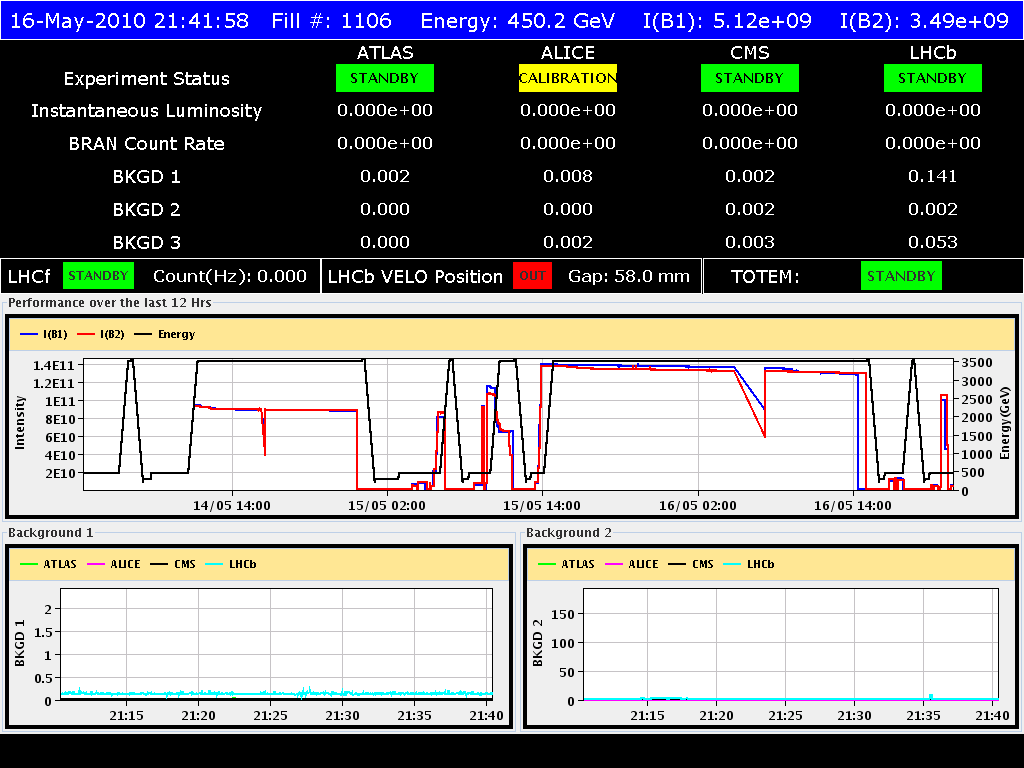 16-May-2010 21:41:58 Fill #: 1106 Energy: 450.2 GeV I(B1): 5.12e+09 I(B2): 3.49e+09
ATLAS ALICE CMS LHCb
Experiment Status STANDBY CALIBRATION STANDBY STANDBY
Instantaneous Luminosity 0.000e+00 0.000e+00 0.000e+00 0.000e+00
BRAN Count Rate 0.000e+00 0.000e+00 0.000e+00 0.000e+00
BKGD 1 0.002 0.008 0.002 0.141
BKGD 2 0.000 0.000 0.002 0.002
BKGD 3 0.000 0.002 0.003 0.053
LHCf STANDBY Count(Hz): 0.000 LHCb VELO Position OUT Gap: 58.0 mm TOTEM: STANDBY
Performance over the last 12 Hrs
I(B1) I(B2) Energy
Intensity
1.4E11
1.2E11
1E11
8E10
6E10
4E10
2E10
3500
3000
2500
2000
1500
1000
500
0
Energy(GeV)
14/05 14:00 15/05 02:00 15/05 14:00 16/05 02:00 16/05 14:00
Background 1
ATLAS ALICE CMS LHCb
BKGD 1
2
1.5
1
0.5
0
21:15 21:20 21:25 21:30 21:35 21:40
Background 2
ATLAS ALICE CMS LHCb
BKGD 2
150
100
50
0
21:15 21:20 21:25 21:30 21:35 21:40